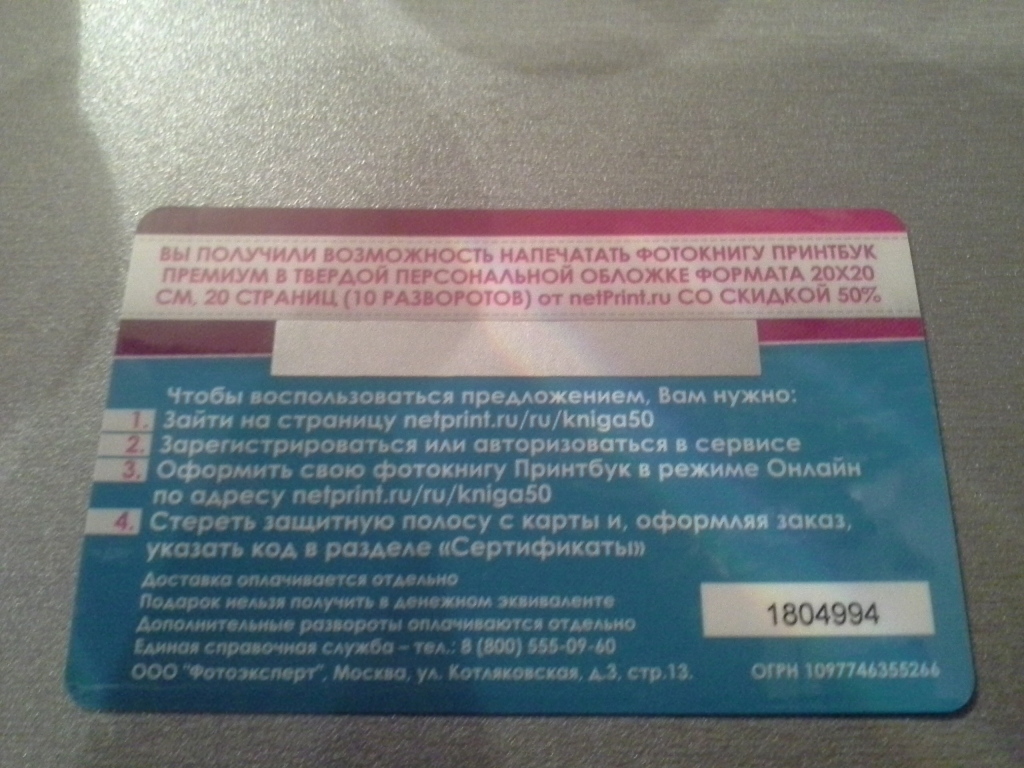 ВЫ ПОЛУЧИЛИ ВОЗМОЖНОСТЬ НАПЕЧАТАТЬ ФОТОКНИГУ ПРИНТБУК
ПРЕМИУМ В ТВЕРДОЙ ПЕРСОНАЛЬНОЙ ОБЛОЖКЕ ФОРМАТА 20X20
СМ, 20 СТРАНИЦ (10 РАЗВОРОТОВ) от netPrint.ru СО СКИДКОЙ 50%
Чтобы воспользоваться предложением, Вам нужно:
1. Зайти на страницу netprint.ru/ru/kniga50
2. Зарегистрироваться или авторизоваться в сервисе
3. Оформить свою фотокнигу Принтбук в режиме Онлайн
по адресу netprint.ru/ru/kniga50
4. Стереть защитную полосу с карты и, оформляя заказ,
указать код в разделе «Сертификаты»
Доставка оплачивается отдельно
Подарок нельзя получить в денежном эквиваленте
Дополнительные развороты оплачиваются отдельно
Единая справочная служба – тел.: 8 (800) 555-09-60
ООО "Фотоэксперт", Москва, ул. Котляковская, д.3, стр.13.
1804994
ОГРН 1097746355266